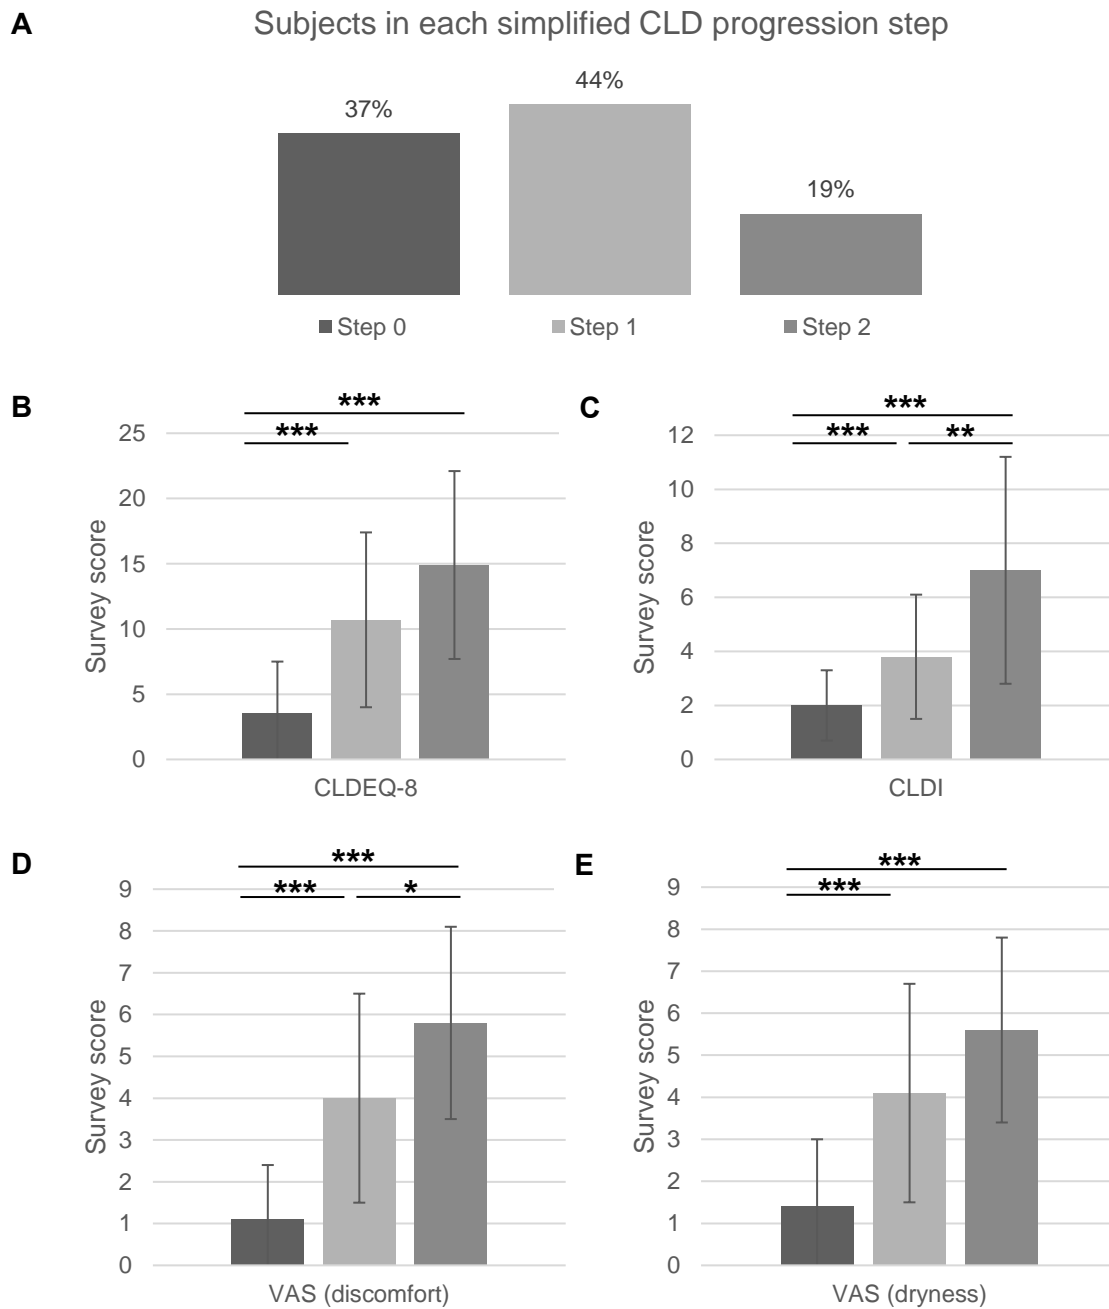 A
Subjects in each simplified CLD progression step
37%
44%
19%
Step 0
Step 1
Step 2
B
***
***
25
20
15
10
5
0
Survey score
CLDEQ-8
C
***
***
**
12
10
8
6
4
2
0
Survey score
CLDI
D
***
***
*
9
8
7
6
5
4
3
2
1
0
Survey score
VAS (discomfort)
E
***
***
9
8
7
6
5
4
3
2
1
0
Survey score
VAS (dryness)